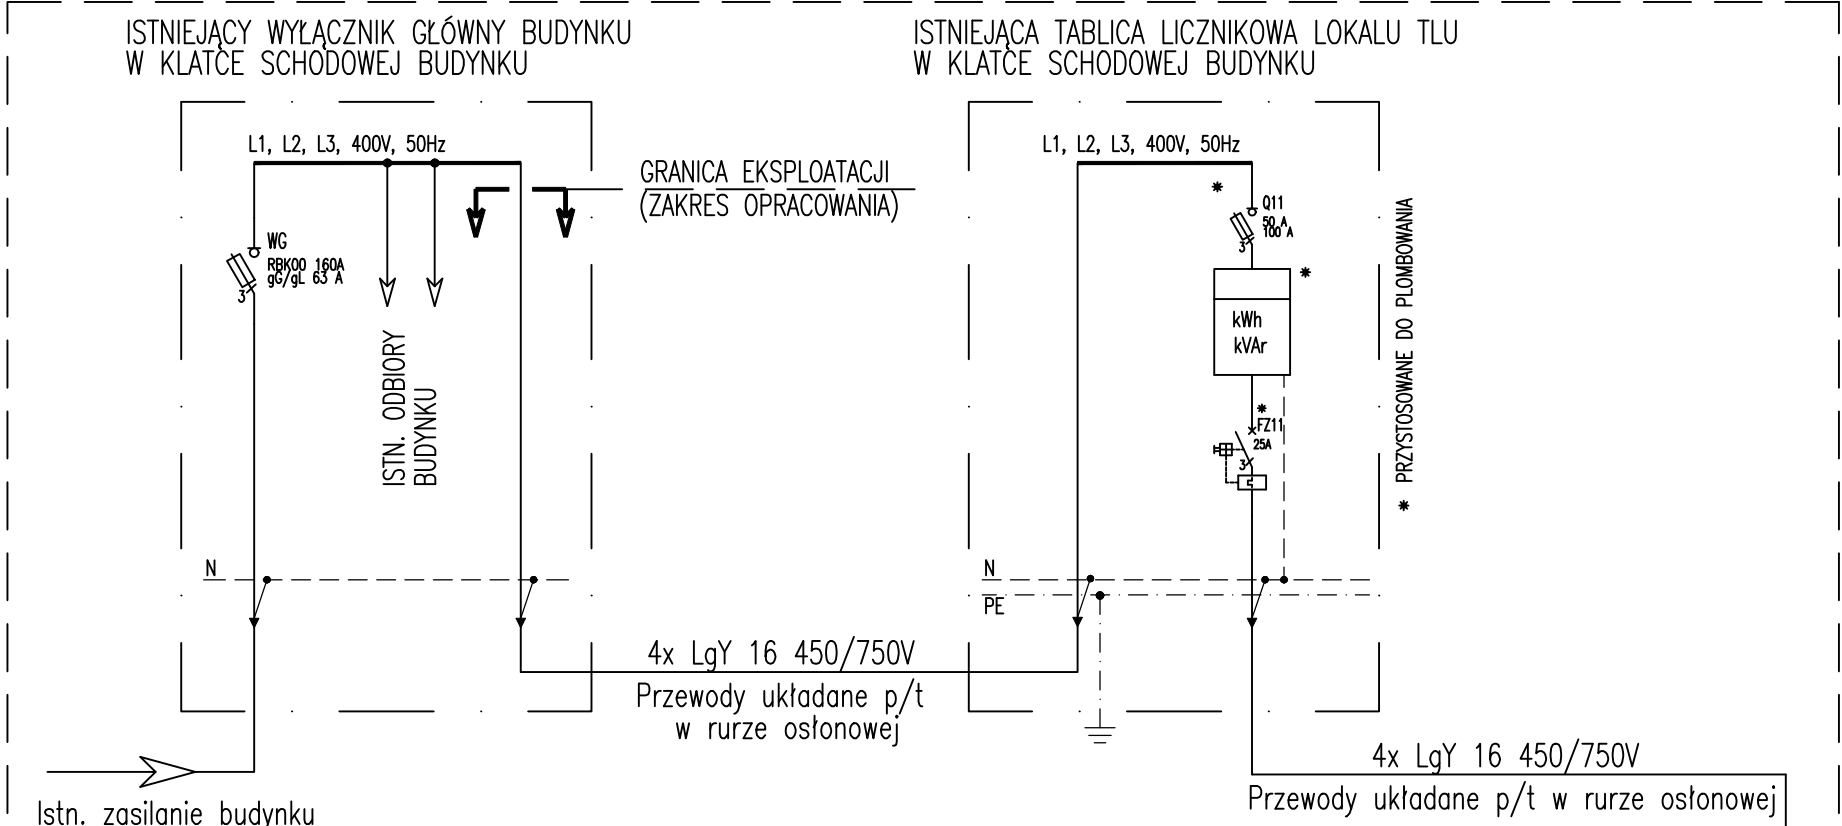 ISTNIEJĄCY WYŁĄCZNIK GŁÓWNY BUDYNKU
W KLATCE SCHODOWEJ BUDYNKU
L1, L2, L3, 400V, 50Hz
WG
RBK00 160A
gG/gL 63 A
3
ISTN. ODBIORY
BUDYNKU
N
Istn. zasilanie budynku
GRANICA EKSPLOATACJI
(ZAKRES OPRACOWANIA)
4x LgY 16 450/750V
Przewody układane p/t
w rurze osłonowej
ISTNIEJĄCA TABLICA LICZNIKOWA LOKALU TLU
W KLATCE SCHODOWEJ BUDYNKU
L1, L2, L3, 400V, 50Hz
*
Q11
50 A
100 A
3
*
kWh
kVAr
*
FZ11
25A
3
N
PE
* PRZYSTOSOWANE DO PLOMBOWANIA
4x LgY 16 450/750V
Przewody układane p/t w rurze osłonowej